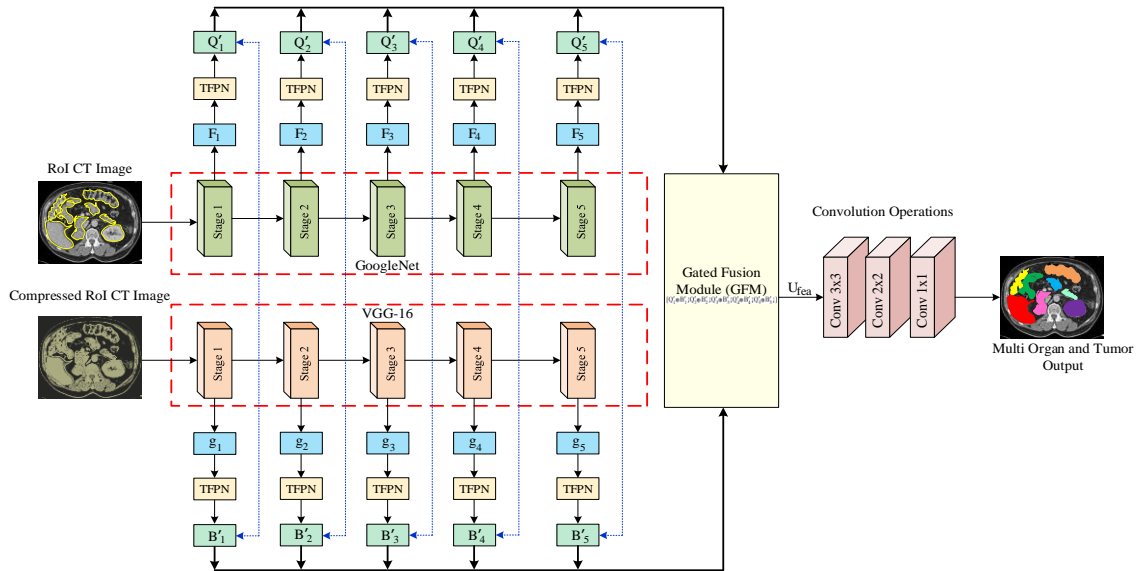 Q′1 Q′2 Q′3 Q′4 Q′5
TFPN TFPN TFPN TFPN TFPN
F1 F2 F3 F4 F5
RoI CT Image
Stage 1 Stage 2 Stage 3 Stage 4 Stage 5
GoogleNet
Compressed RoI CT Image
VGG-16
Stage 1 Stage 2 Stage 3 Stage 4 Stage 5
g1 g2 g3 g4 g5
TFPN TFPN TFPN TFPN TFPN
B′1 B′2 B′3 B′4 B′5
Gated Fusion
Module (GFM)
Ufea
Convolution Operations
Conv 3x3 Conv 2x2 Conv 1x1
Multi Organ and Tumor
Output